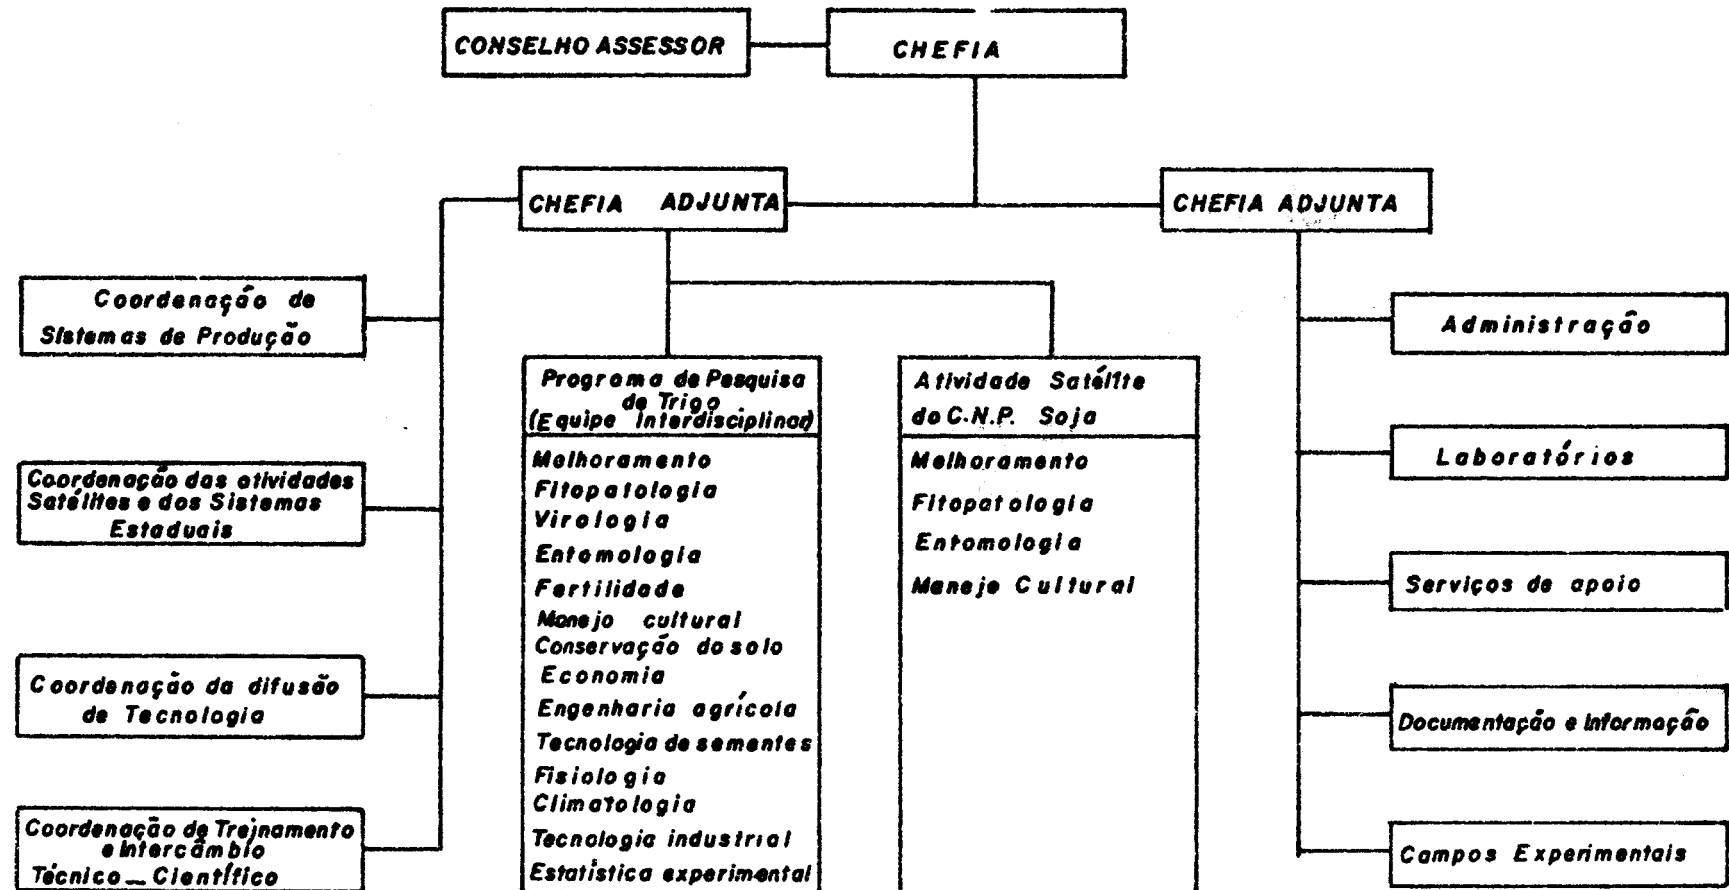 CONSELHO ASSESSOR
CHEFIA
CHEFIA ADJUNTA
CHEFIA ADJUNTA
Coordenação de
Sistemas de Produção
Coordenação das atividades
Satélites e dos Sistemas
Estaduais
Coordenação da difusão
de Tecnologia
Coordenação de Treinamento
e Intercâmbio
Técnico _ Científico
Programa de Pesquisa
de Trigo
(Equipe Interdisciplinar)
Melhoramento
Fitopatologia
Virologia
Entomologia
Fertilidade
Manejo cultural
Conservação do solo
Economia
Engenharia agrícola
Tecnologia de sementes
Fisiologia
Climatologia
Tecnologia industrial
Estatística experimental
Atividade Satélite
do C.N.P. Soja
Melhoramento
Fitopatologia
Entomologia
Manejo Cultural
Administração
Laboratórios
Serviços de apoio
Documentação e Informação
Campos Experimentais